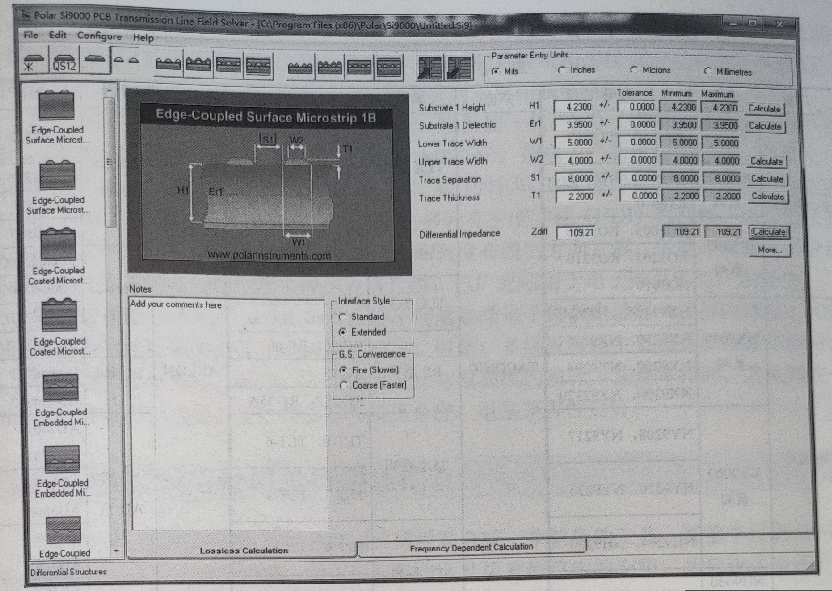 Polar Si9000 PCB Transmission Line Field Solver - [C:\Program Files (x86)\Polar\Si9000\Untitled.Si9]
File Edit Configure Help
QS12
Parameter Entry Units
Mils Inches Microns Millimetres
Edge-Coupled Surface Microst...
Edge-Coupled Surface Microst...
Edge-Coupled Coated Microst...
Edge-Coupled Coated Microst...
Edge-Coupled Embedded Mi...
Edge-Coupled Embedded Mi...
Edge-Coupled
Edge-Coupled Surface Microstrip 1B
S1 W2 T1
H1 Er1
W1
www.polarinstruments.com
Tolerance Minimum Maximum
Substrate 1 Height H1 4.2300 +/- 0.0000 4.2300 4.2300 Calculate
Substrate 1 Dielectric Er1 3.9500 +/- 0.0000 3.9500 3.9500 Calculate
Lower Trace Width W1 5.0000 +/- 0.0000 5.0000 5.0000
Upper Trace Width W2 4.0000 +/- 0.0000 4.0000 4.0000 Calculate
Trace Separation S1 8.0000 +/- 0.0000 8.0000 8.0000 Calculate
Trace Thickness T1 2.2000 +/- 0.0000 2.2000 2.2000 Calculate
Differential Impedance Zdiff 109.21 109.21 109.21 Calculate
More...
Notes
Add your comments here
Interface Style
Standard
Extended
G.S. Convergence
Fine (Slower)
Coarse (Faster)
Lossless Calculation Frequency Dependent Calculation
Differential Structures